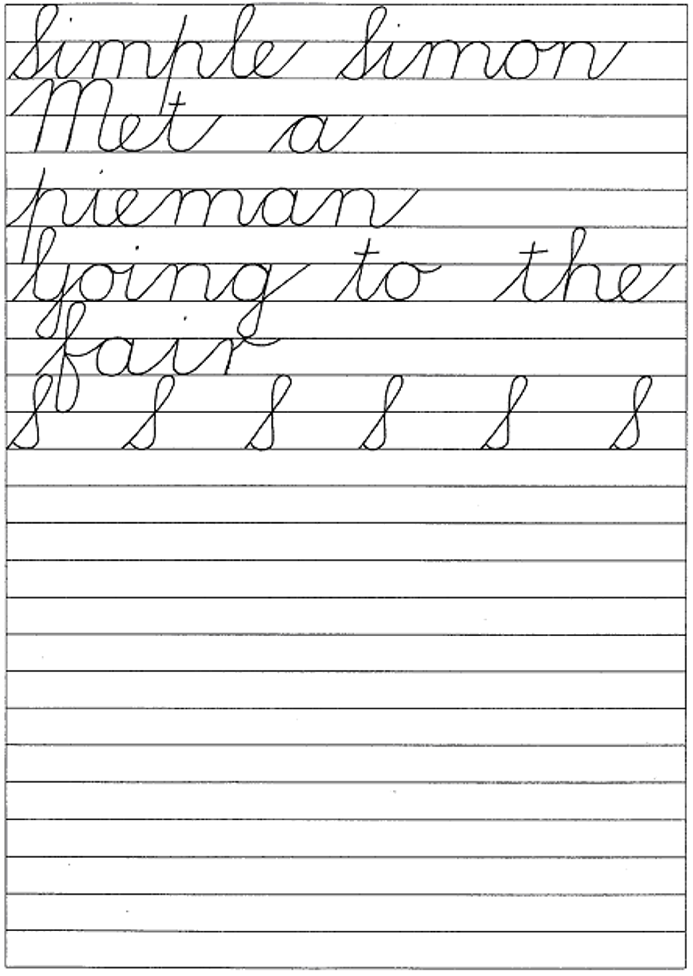 Simple Simon
Met a
pieman
Going to the
fair
S S S S S S